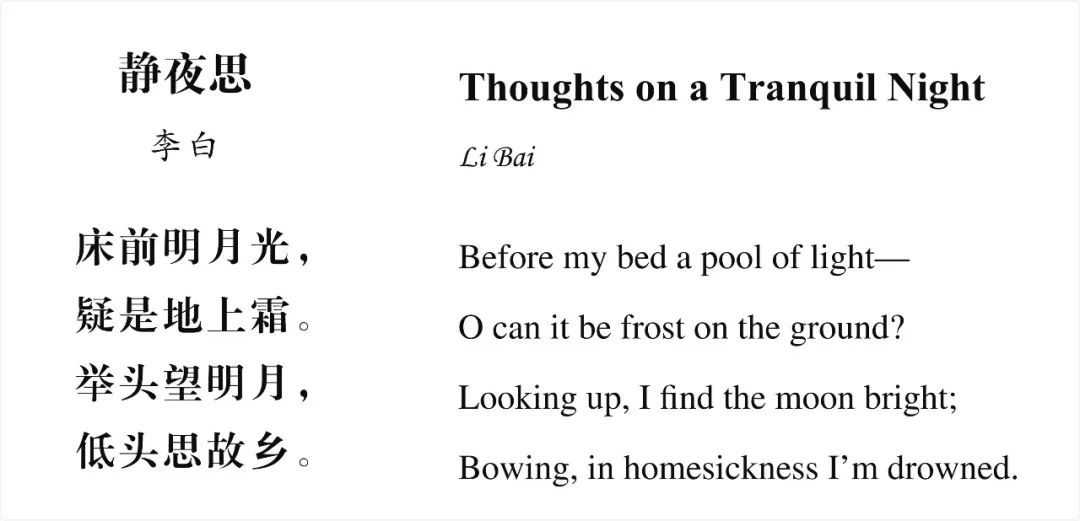 静夜思
李白
床前明月光，
疑是地上霜。
举头望明月，
低头思故乡。
Thoughts on a Tranquil Night
Li Bai
Before my bed a pool of light—
O can it be frost on the ground?
Looking up, I find the moon bright;
Bowing, in homesickness I’m drowned.